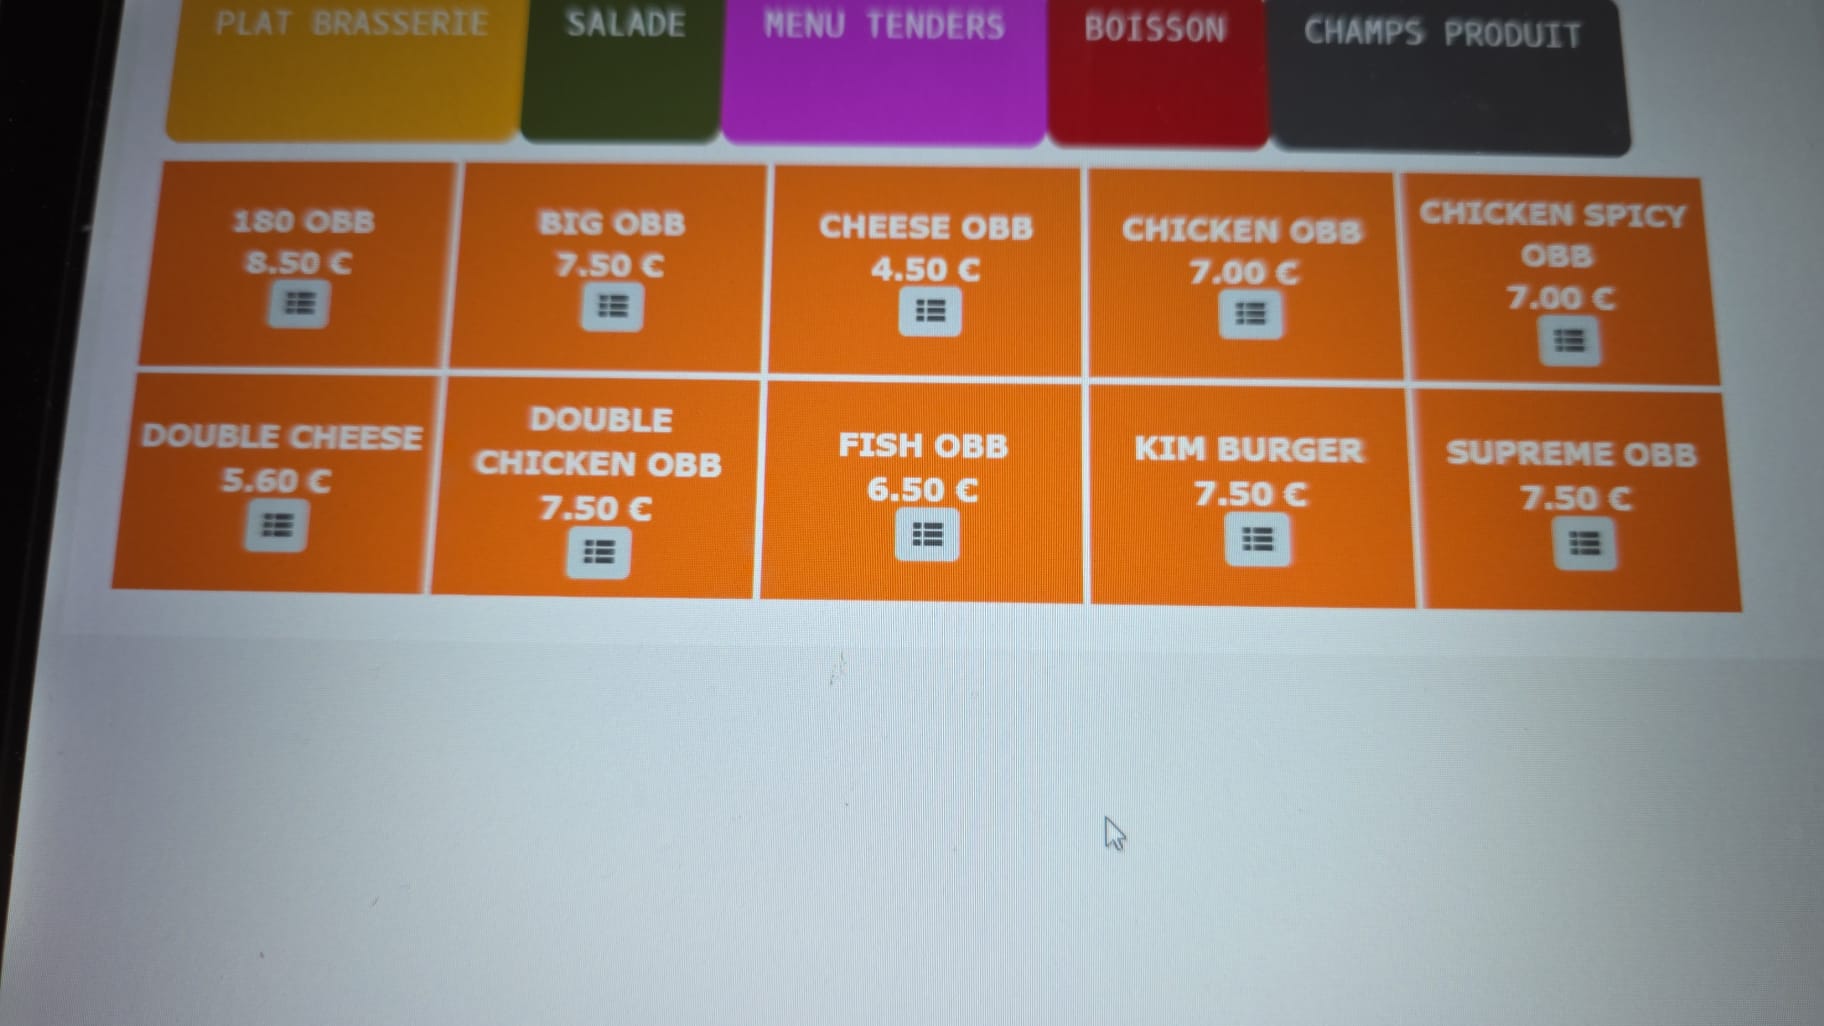 PLAT BRASSERIE
SALADE
MENU TENDERS
BOISSON
CHAMPS PRODUIT
180 OBB
8.50 €
BIG OBB
7.50 €
CHEESE OBB
4.50 €
CHICKEN OBB
7.00 €
CHICKEN SPICY
OBB
7.00 €
DOUBLE CHEESE
5.60 €
DOUBLE
CHICKEN OBB
7.50 €
FISH OBB
6.50 €
KIM BURGER
7.50 €
SUPREME OBB
7.50 €